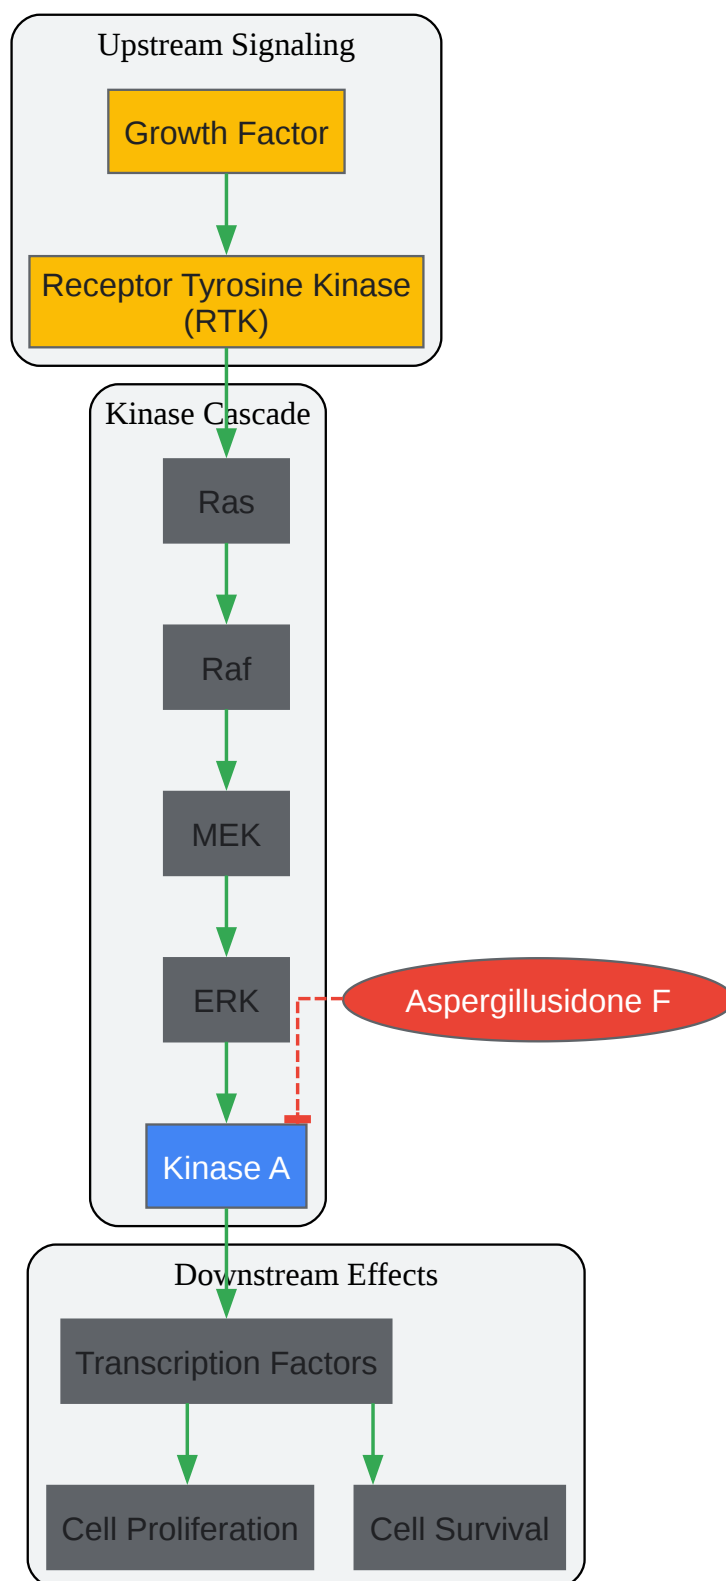 Upstream Signaling
Growth Factor
Receptor Tyrosine Kinase
(RTK)
Kinase Cascade
Ras
Raf
MEK
ERK
Aspergillusidone F
Kinase A
Downstream Effects
Transcription Factors
Cell Proliferation
Cell Survival